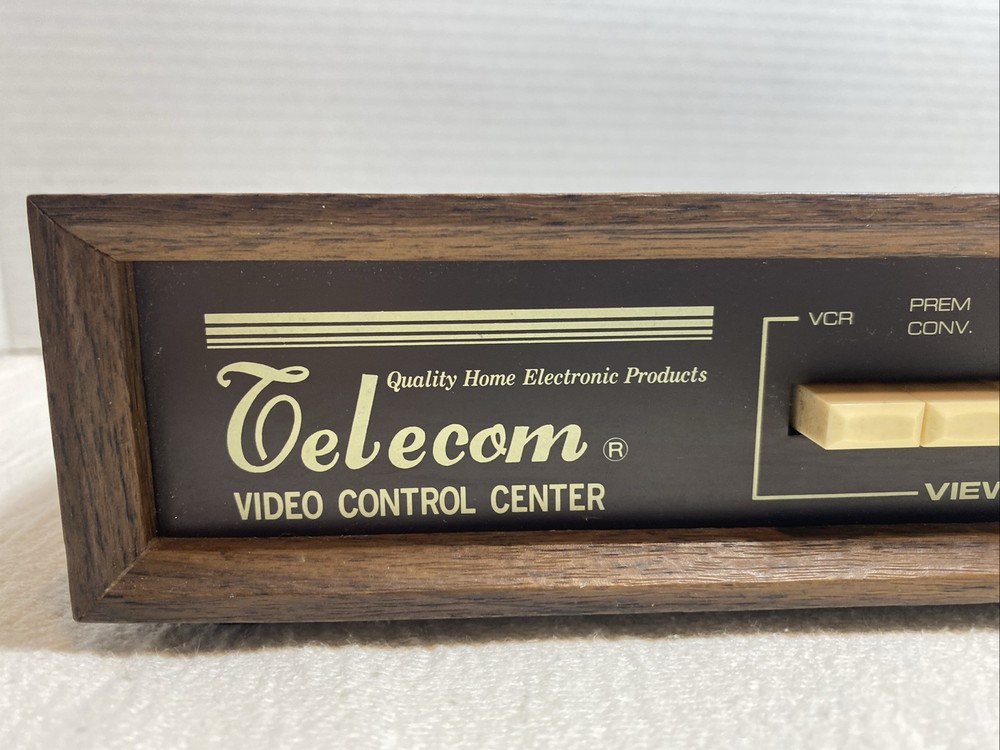 Quality Home Electronic Products
Telecom ®
VIDEO CONTROL CENTER
VCR
PREM
CONV.
VIEW